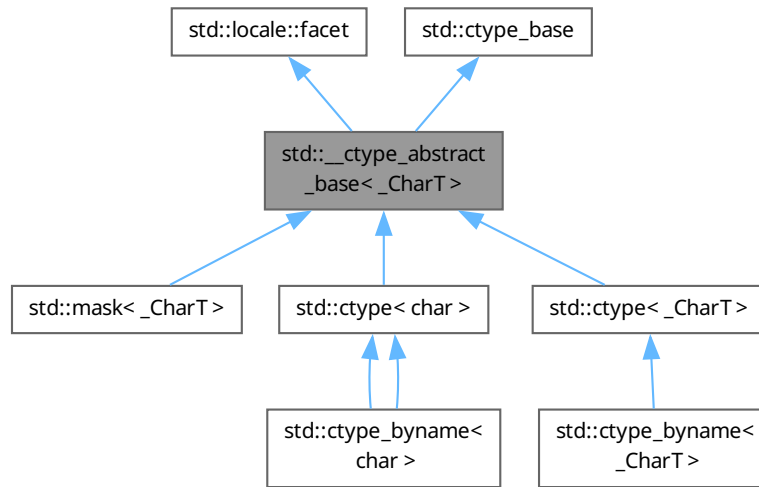 std::locale::facet
std::ctype_base
std::__ctype_abstract
_base< _CharT >
std::mask< _CharT >
std::ctype< char >
std::ctype< _CharT >
std::ctype_byname<
char >
std::ctype_byname<
_CharT >